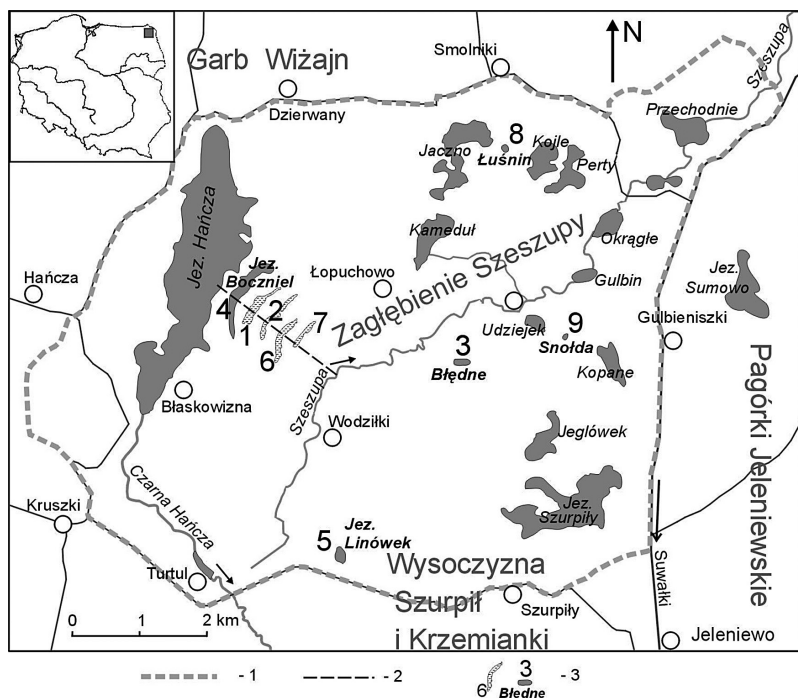 Garb Wiżajn
Smolniki
N
Szeszupa
Dzierwany
Przechodnie
8
Jaczno
Łuśnin
Kojle
Perty
Jez. Hańcza
Kameduł
Okrągłe
Jez.
Boczniel
Łopuchowo
Zagłębienie Szeszupy
Gulbin
Jez.
Sumowo
Hańcza
4
1
2
7
6
Udziejek
9
Snołda
Gulbieniszki
3
Błędne
Kopane
Błaskowizna
Szeszupa
Wodziłki
Jeglówek
Pagórki Jeleniewskie
Czarna Hańcza
Jez.
Szurpiły
Kruszki
5
Jez.
Linówek
Wysoczyzna
Szurpił
i Krzemianki
Turtul
Szurpiły
Suwałki
Jeleniewo
0 1 2 km
- 1
- 2
6
3
Błędne
- 3